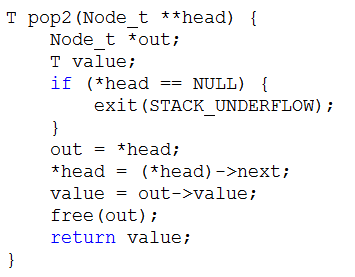 T pop2(Node_t **head) {
    Node_t *out;
    T value;
    if (*head == NULL) {
        exit(STACK_UNDERFLOW);
    }
    out = *head;
    *head = (*head)->next;
    value = out->value;
    free(out);
    return value;
}